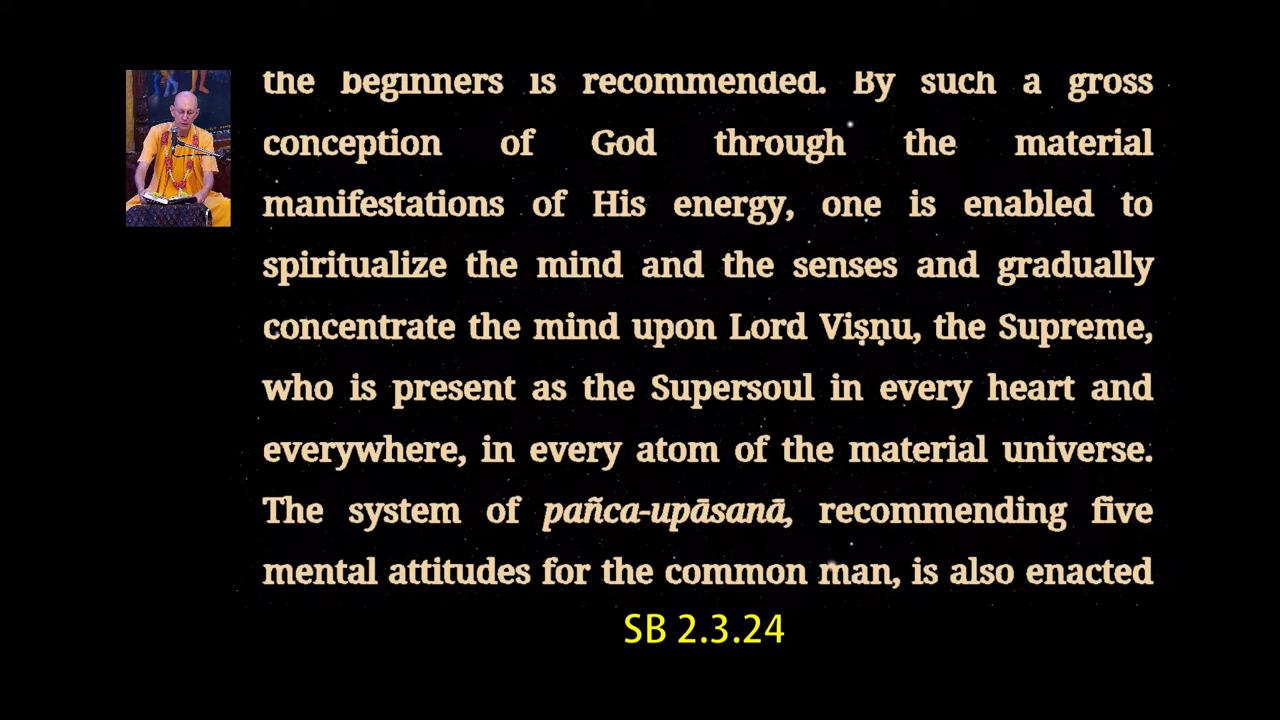 the beginners is recommended. By such a gross
conception of God through the material
manifestations of His energy, one is enabled to
spiritualize the mind and the senses and gradually
concentrate the mind upon Lord Viṣṇu, the Supreme,
who is present as the Supersoul in every heart and
everywhere, in every atom of the material universe.
The system of pañca-upāsanā, recommending five
mental attitudes for the common man, is also enacted
SB 2.3.24